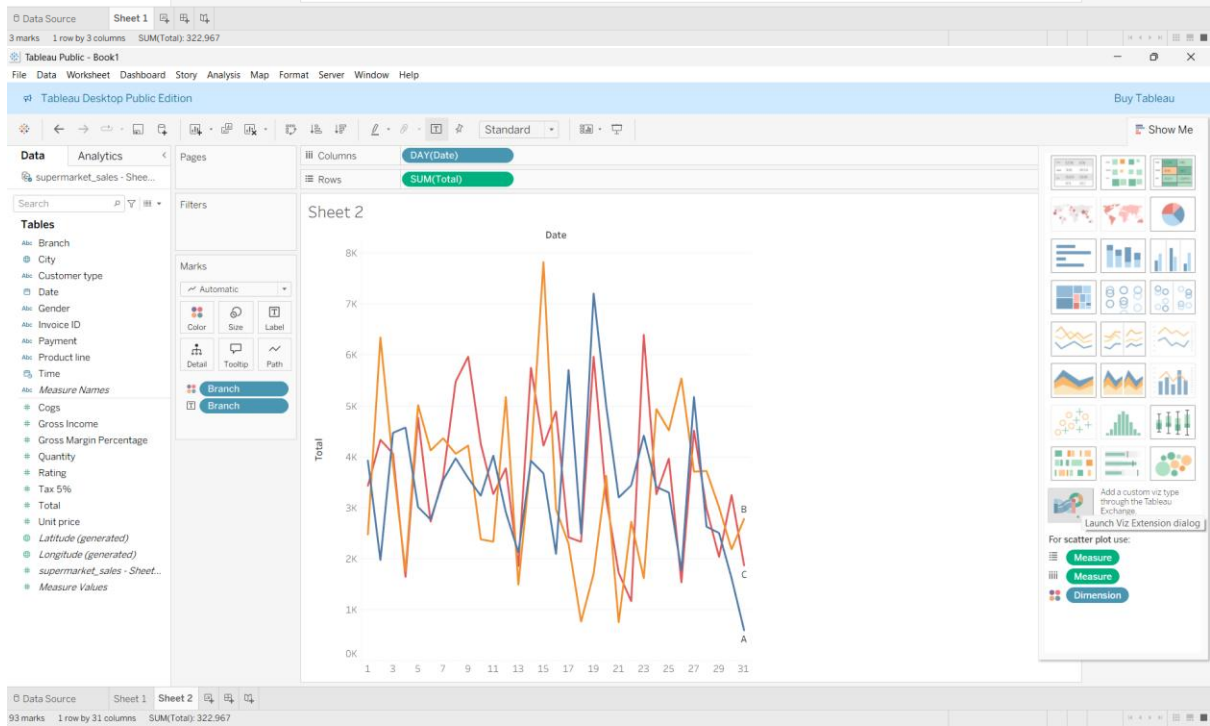 Data Source Sheet 1
3 marks 1 row by 3 columns SUM(Total): 322,967
Tableau Public - Book1
File Data Worksheet Dashboard Story Analysis Map Format Server Window Help
Tableau Desktop Public Edition Buy Tableau
Standard Show Me
Data Analytics
supermarket_sales - Shee...
Search
Tables
Abc Branch
City
Abc Customer type
Date
Abc Gender
Abc Invoice ID
Abc Payment
Abc Product line
Time
Abc Measure Names
# Cogs
# Gross Income
# Gross Margin Percentage
# Quantity
# Rating
# Tax 5%
# Total
# Unit price
Latitude (generated)
Longitude (generated)
# supermarket_sales - Sheet...
# Measure Values
Pages
Filters
Marks
Automatic
Color Size Label
Detail Tooltip Path
Branch
Branch
Columns DAY(Date)
Rows SUM(Total)
Sheet 2
Date
8K
7K
6K
5K
4K
3K
2K
1K
0K
Total
B
C
A
1 3 5 7 9 11 13 15 17 19 21 23 25 27 29 31
Add a custom viz type
through the Tableau
Exchange.
Launch Viz Extension dialog
For scatter plot use:
Measure
Measure
Dimension
Data Source Sheet 1 Sheet 2
93 marks 1 row by 31 columns SUM(Total): 322,967